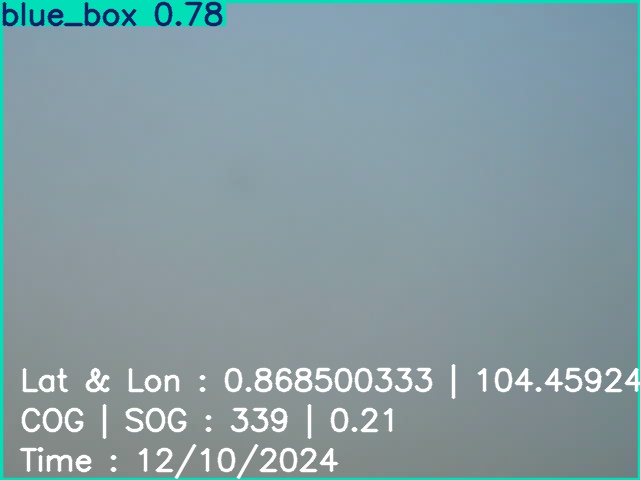 blue_box 0.78
Lat & Lon : 0.868500333 | 104.45924
COG | SOG : 339 | 0.21
Time : 12/10/2024